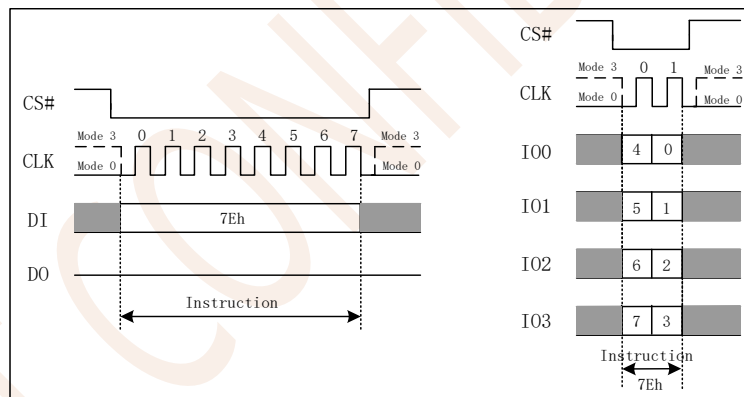 CS#
Mode 3 0 1 2 3 4 5 6 7 Mode 3
CLK
Mode 0 Mode 0
DI 7Eh
DO
Instruction
CS#
Mode 3 0 1 Mode 3
CLK
Mode 0 Mode 0
IO0 4 0
IO1 5 1
IO2 6 2
IO3 7 3
Instruction
7Eh